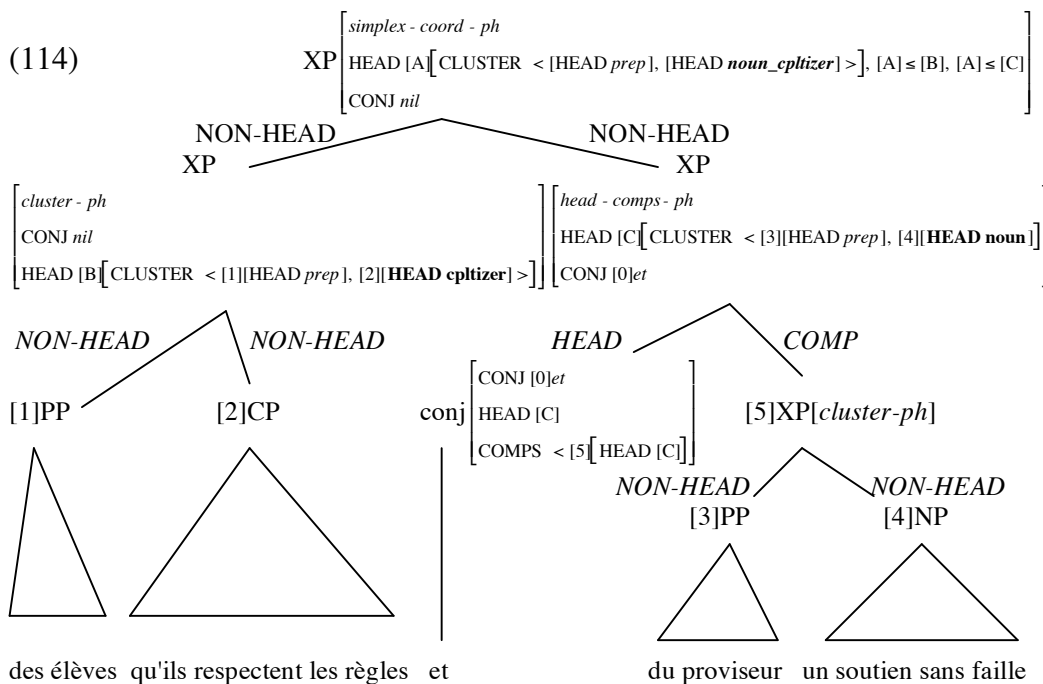 (114)
XP
simplex - coord - ph
HEAD [A][CLUSTER < [HEAD prep], [HEAD noun_cpltizer] >], [A] ≤ [B], [A] ≤ [C]
CONJ nil
NON-HEAD NON-HEAD
XP XP
cluster - ph
CONJ nil
HEAD [B][CLUSTER < [1][HEAD prep], [2][HEAD cpltizer] >]
head - comps - ph
HEAD [C][CLUSTER < [3][HEAD prep], [4][HEAD noun]]
CONJ [0]et
NON-HEAD NON-HEAD HEAD COMP
[1]PP [2]CP conj
CONJ [0]et
HEAD [C]
COMPS < [5][HEAD [C]]
[5]XP[cluster-ph]
NON-HEAD NON-HEAD
[3]PP [4]NP
des élèves qu'ils respectent les règles et du proviseur un soutien sans faille